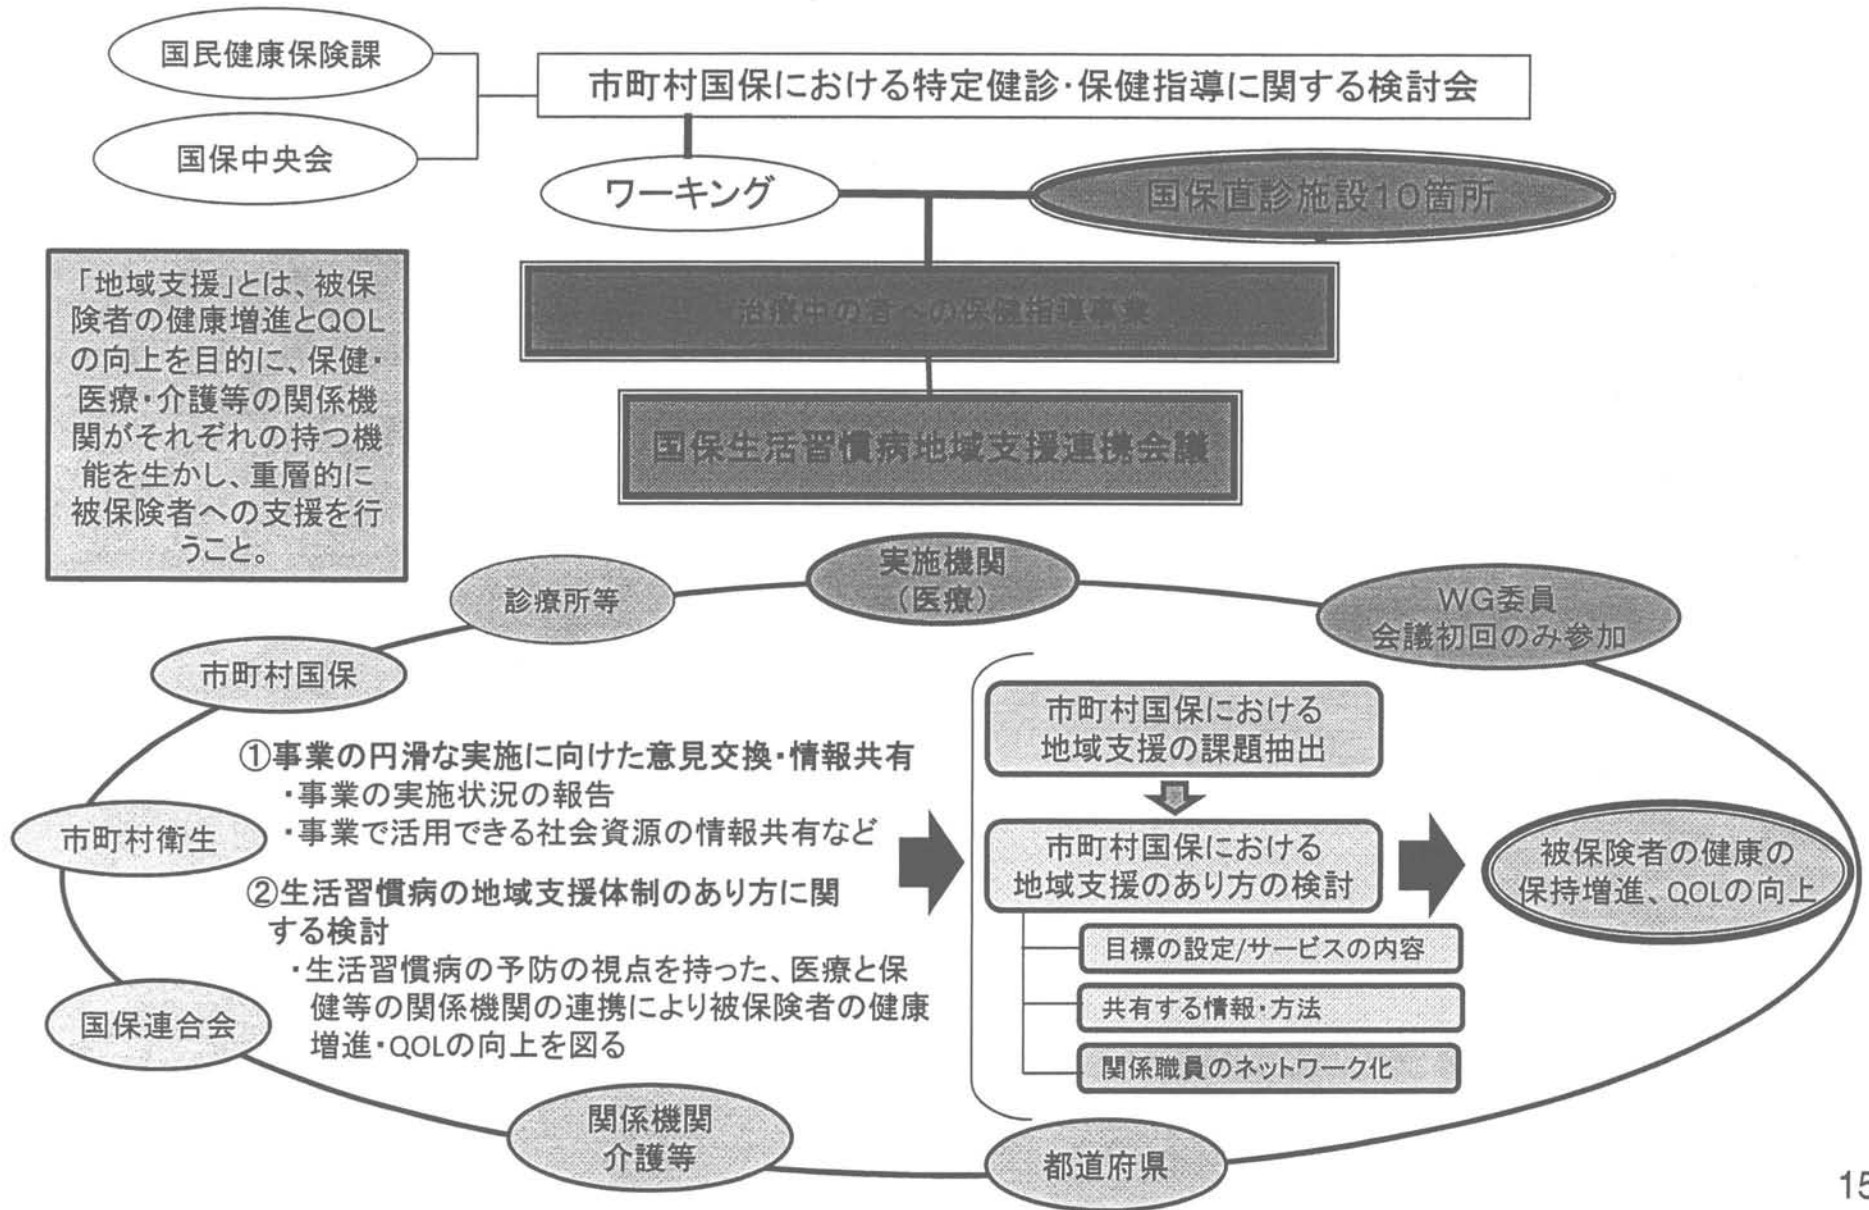 国民健康保険課
市町村国保における特定健診・保健指導に関する検討会
国保中央会
ワーキング
国保直診施設10箇所
「地域支援」とは、被保
険者の健康増進とQOL
の向上を目的に、保健・
医療・介護等の関係機
関がそれぞれの持つ機
能を生かし、重層的に
被保険者への支援を行
うこと。
治療中の者への保健指導事業
国保生活習慣病地域支援連携会議
実施機関
（医療）
診療所等
WG委員
会議初回のみ参加
市町村国保
市町村衛生
国保連合会
関係機関
介護等
都道府県
①事業の円滑な実施に向けた意見交換・情報共有
・事業の実施状況の報告
・事業で活用できる社会資源の情報共有など
②生活習慣病の地域支援体制のあり方に関
する検討
・生活習慣病の予防の視点を持った、医療と保
健等の関係機関の連携により被保険者の健康
増進・QOLの向上を図る
市町村国保における
地域支援の課題抽出
市町村国保における
地域支援のあり方の検討
目標の設定/サービスの内容
共有する情報・方法
関係職員のネットワーク化
被保険者の健康の
保持増進、QOLの向上
15